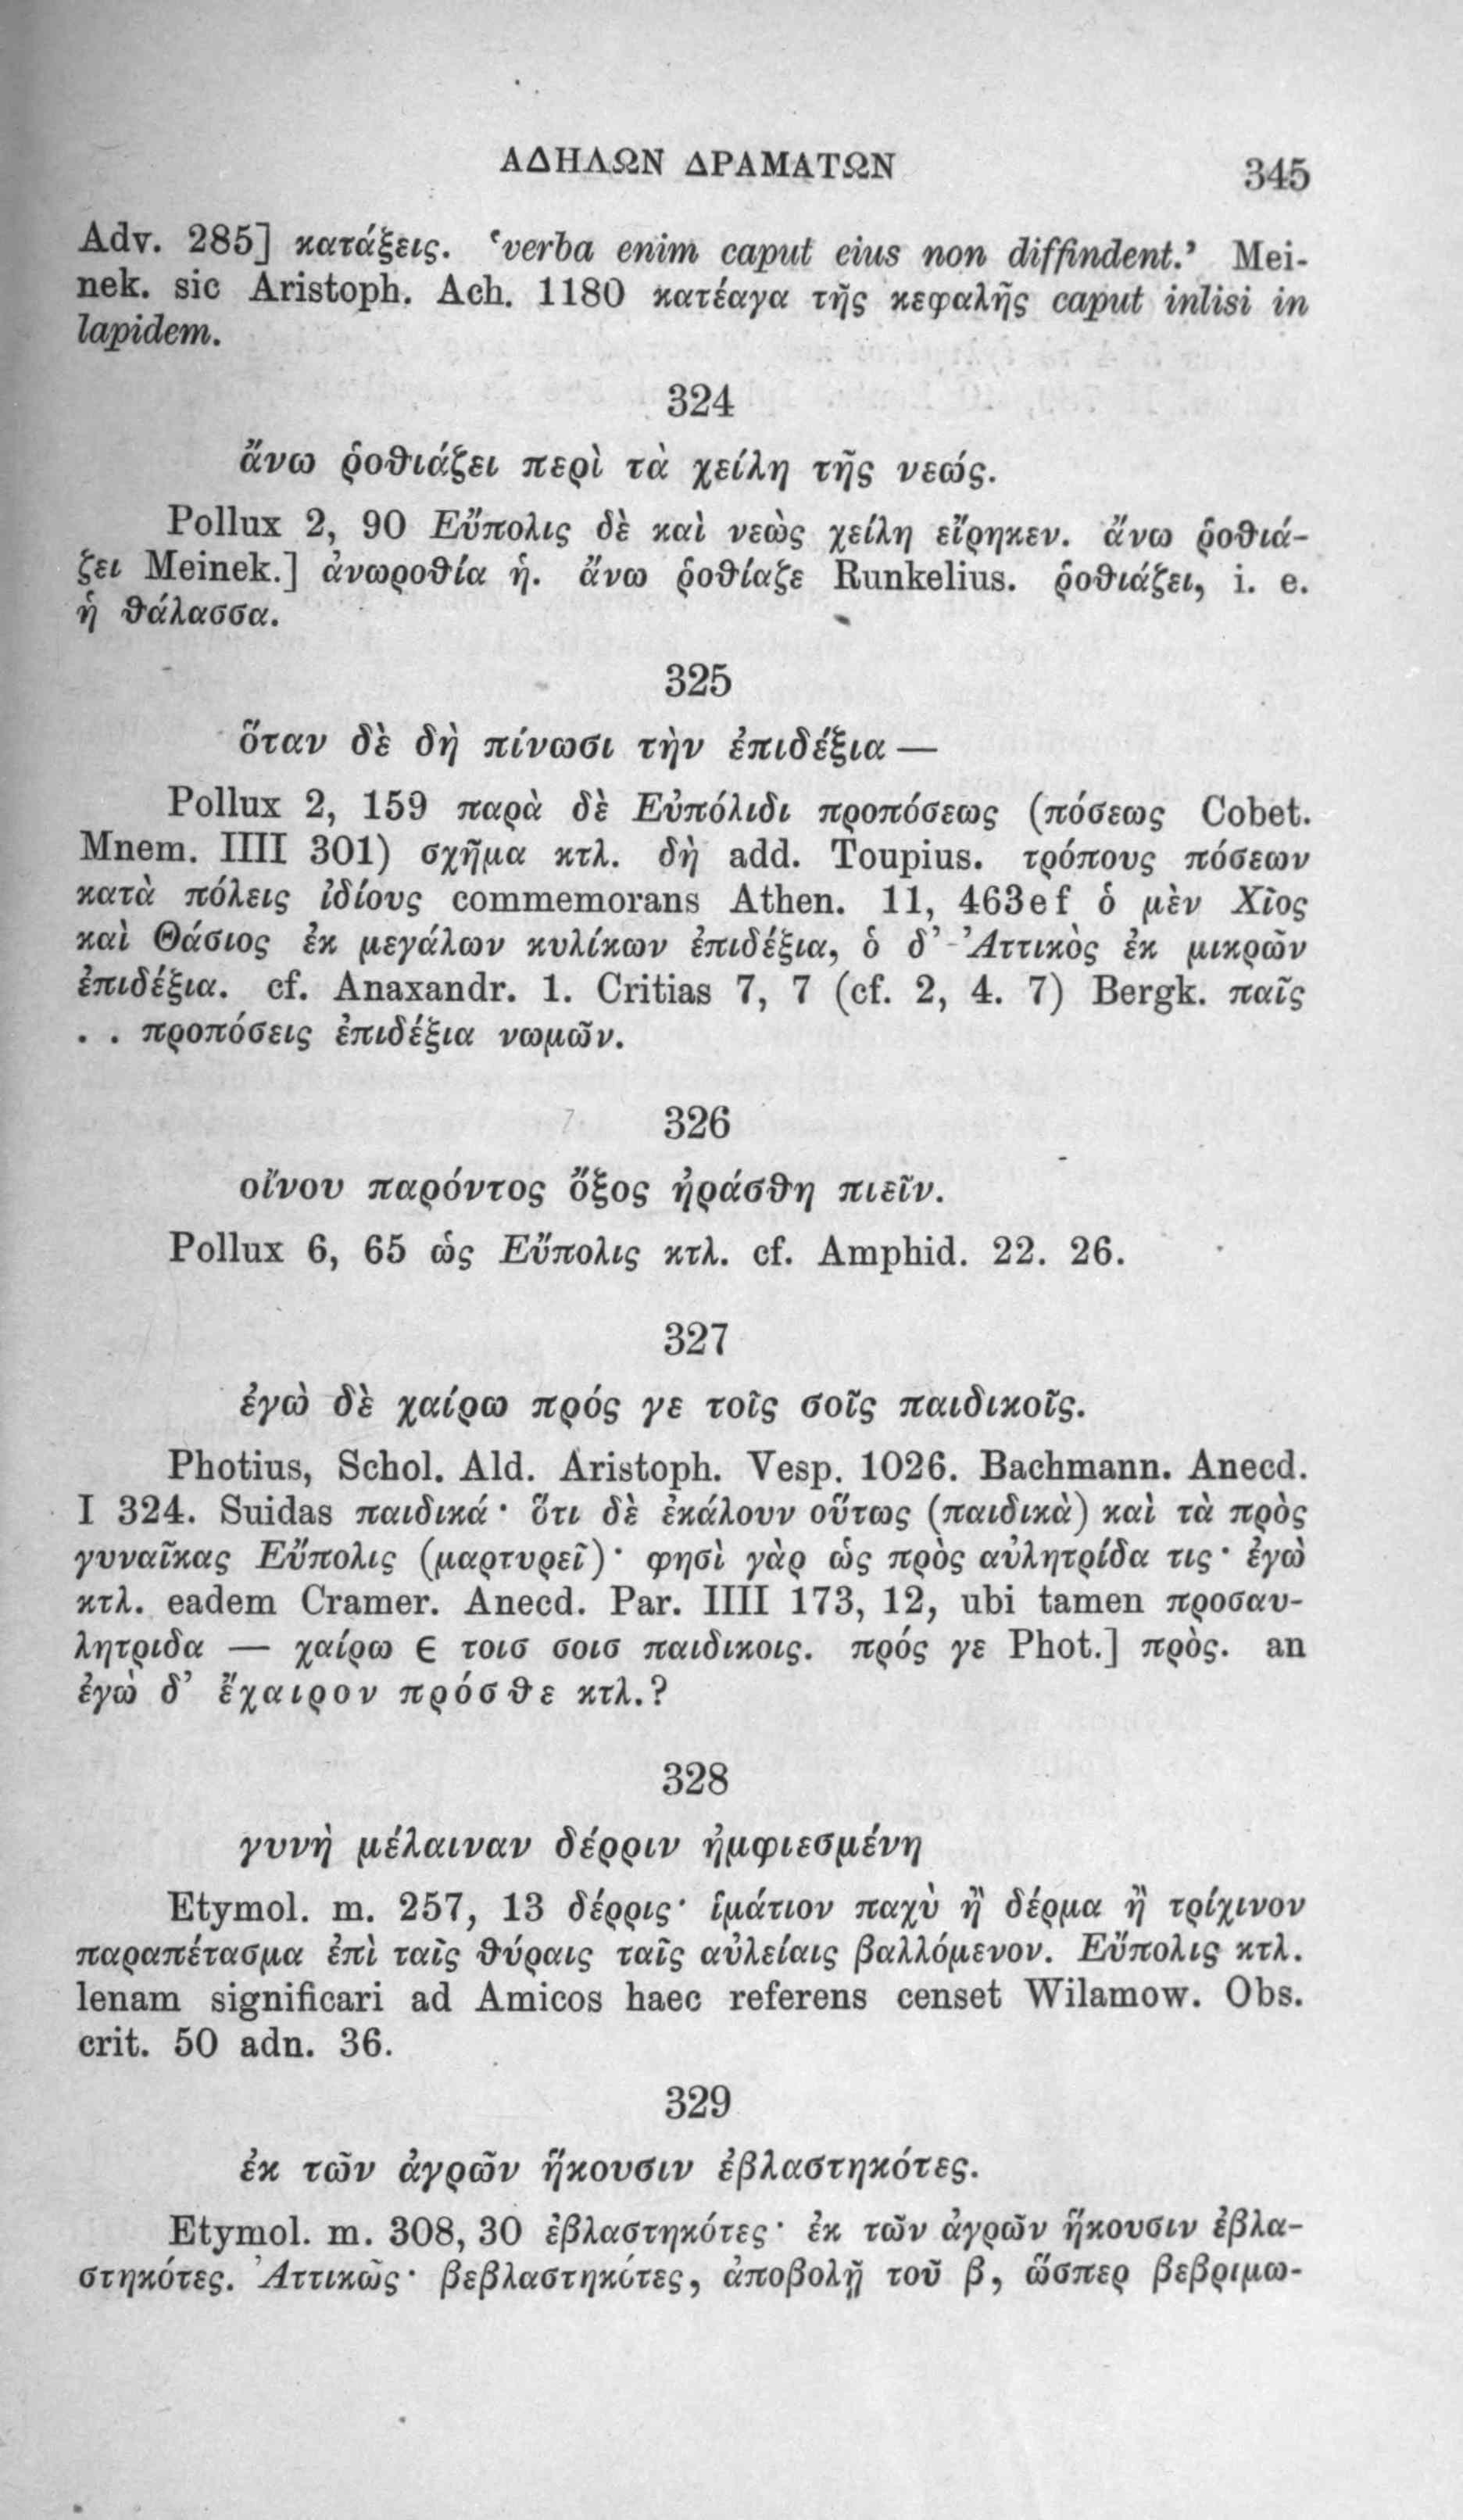 ΑΔΗΛΩΝ ΔΡΑΜΑΤΩΝ 345
Adv. 285] κατάξεις. ‘verba enim caput eius non diffindent.’ Mei-
nek. sic Aristoph. Ach. 1180 κατέαγα τῆς κεφαλῆς caput inlisi in
lapidem.
324
ἄνω ῥοθιάζει περὶ τὰ χείλη τῆς νεώς.
Pollux 2, 90 Εὔπολις δὲ καὶ νεὼς χείλη εἴρηκεν. ἄνω ῥοθιά-
ζει Meinek.] ἀνωροθία ἡ. ἄνω ῥοθίαζε Runkelius. ῥοθιάζει, i. e.
ἡ θάλασσα.
325
ὅταν δὲ δὴ πίνωσι τὴν ἐπιδέξια —
Pollux 2, 159 παρὰ δὲ Εὐπόλιδι προπόσεως (πόσεως Cobet.
Mnem. IIII 301) σχῆμα κτλ. δὴ add. Toupius. τρόπους πόσεων
κατὰ πόλεις ἰδίους commemorans Athen. 11, 463 e f ὁ μὲν Χῖος
καὶ Θάσιος ἐκ μεγάλων κυλίκων ἐπιδέξια, ὁ δ’ Ἀττικὸς ἐκ μικρῶν
ἐπιδέξια. cf. Anaxandr. 1. Critias 7, 7 (cf. 2, 4. 7) Bergk. παῖς
. . προπόσεις ἐπιδέξια νωμῶν.
326
οἴνου παρόντος ὄξος ἠράσθη πιεῖν.
Pollux 6, 65 ὡς Εὔπολις κτλ. cf. Amphid. 22. 26.
327
ἐγὼ δὲ χαίρω πρός γε τοῖς σοῖς παιδικοῖς.
Photius, Schol. Ald. Aristoph. Vesp. 1026. Bachmann. Anecd.
I 324. Suidas παιδικά· ὅτι δὲ ἐκάλουν οὕτως (παιδικὰ) καὶ τὰ πρὸς
γυναῖκας Εὔπολις (μαρτυρεῖ)· φησὶ γὰρ ὡς πρὸς αὐλητρίδα τις· ἐγὼ
κτλ. eadem Cramer. Anecd. Par. IIII 173, 12, ubi tamen προσαυ-
λητριδα — χαίρω Є τοισ σοισ παιδικοις. πρός γε Phot.] πρὸς. an
ἐγὼ δ’ ἔχαιρον πρόσθε κτλ.?
328
γυνὴ μέλαιναν δέρριν ἠμφιεσμένη
Etymol. m. 257, 13 δέρρις· ἱμάτιον παχὺ ἢ δέρμα ἢ τρίχινον
παραπέτασμα ἐπὶ ταῖς θύραις ταῖς αὐλείαις βαλλόμενον. Εὔπολις κτλ.
lenam significari ad Amicos haec referens censet Wilamow. Obs.
crit. 50 adn. 36.
329
ἐκ τῶν ἀγρῶν ἥκουσιν ἐβλαστηκότες.
Etymol. m. 308, 30 ἐβλαστηκότες· ἐκ τῶν ἀγρῶν ἥκουσιν ἐβλα-
στηκότες. Ἀττικῶς· βεβλαστηκότες, ἀποβολῇ τοῦ β, ὥσπερ βεβριμω-